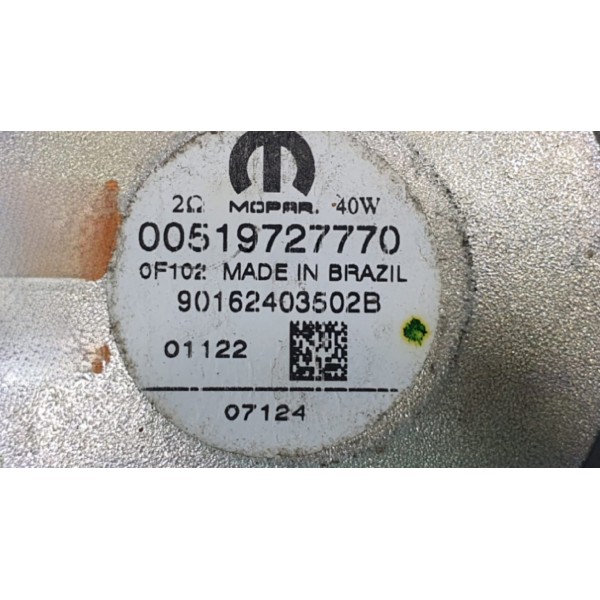 2Ω MOPAR. 40W
00519727770
0F102 MADE IN BRAZIL
90162403502B
01122
07124